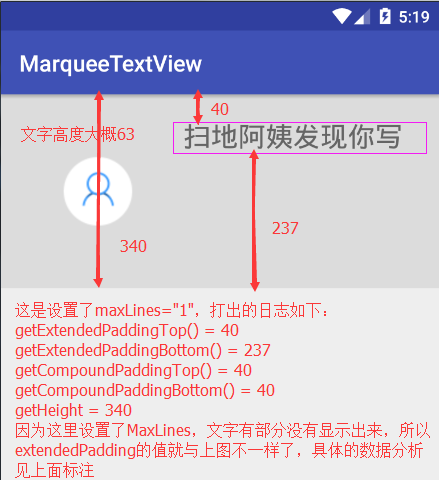 5:19
MarqueeTextView
40
文字高度大概63
扫地阿姨发现你写
237
340
这是设置了maxLines="1"，打出的日志如下：
getExtendedPaddingTop() = 40
getExtendedPaddingBottom() = 237
getCompoundPaddingTop() = 40
getCompoundPaddingBottom() = 40
getHeight = 340
因为这里设置了MaxLines，文字有部分没有显示出来，所以
extendedPadding的值就与上图不一样了，具体的数据分析
见上面标注